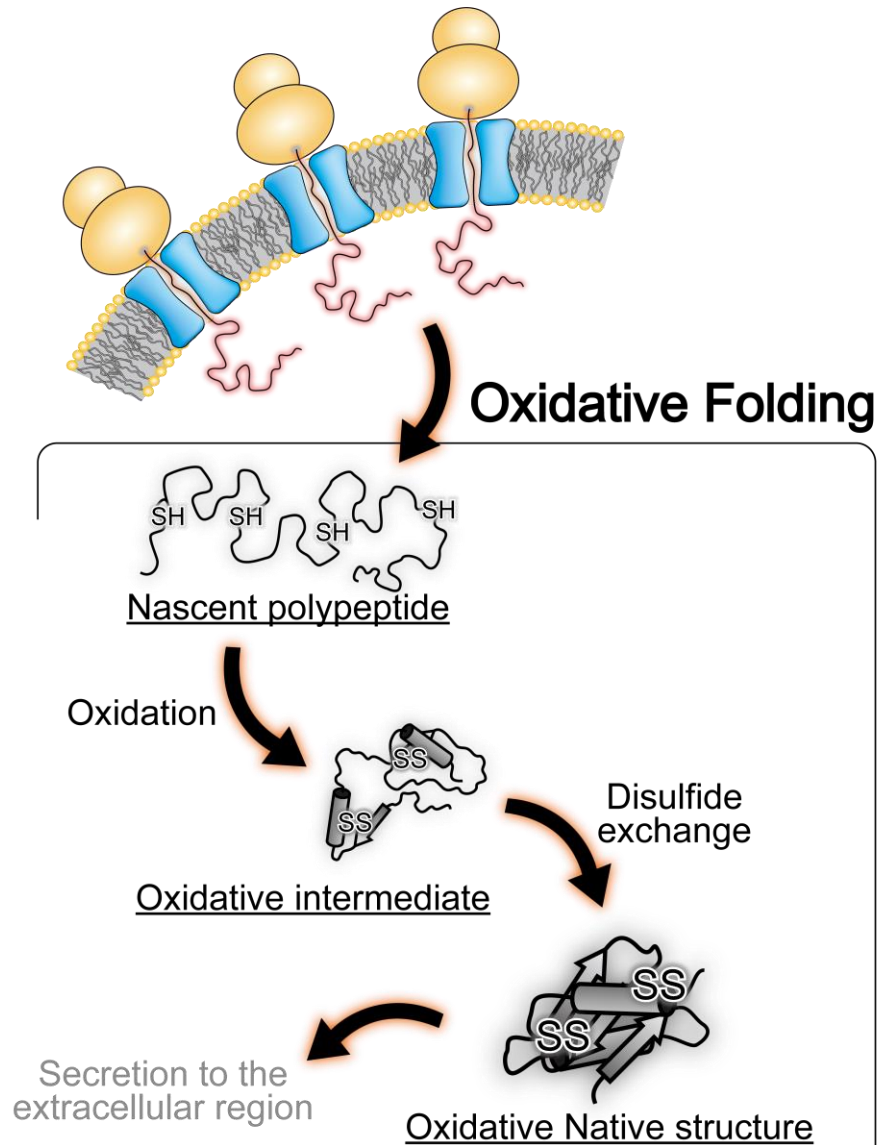 Oxidative Folding
SH
SH
SH
SH
Nascent polypeptide
Oxidation
SS
SS
Disulfide
exchange
Oxidative intermediate
SS
SS
Secretion to the
extracellular region
Oxidative Native structure